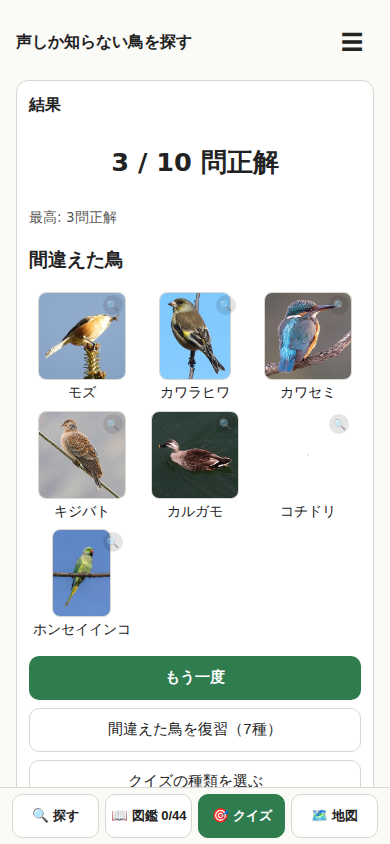 声しか知らない鳥を探す
結果
3 / 10 問正解
最高: 3問正解
間違えた鳥
モズ
カワラヒワ
カワセミ
キジバト
カルガモ
コチドリ
ホンセイインコ
もう一度
間違えた鳥を復習（7種）
クイズの種類を選ぶ
探す
図鑑 0/44
クイズ
地図